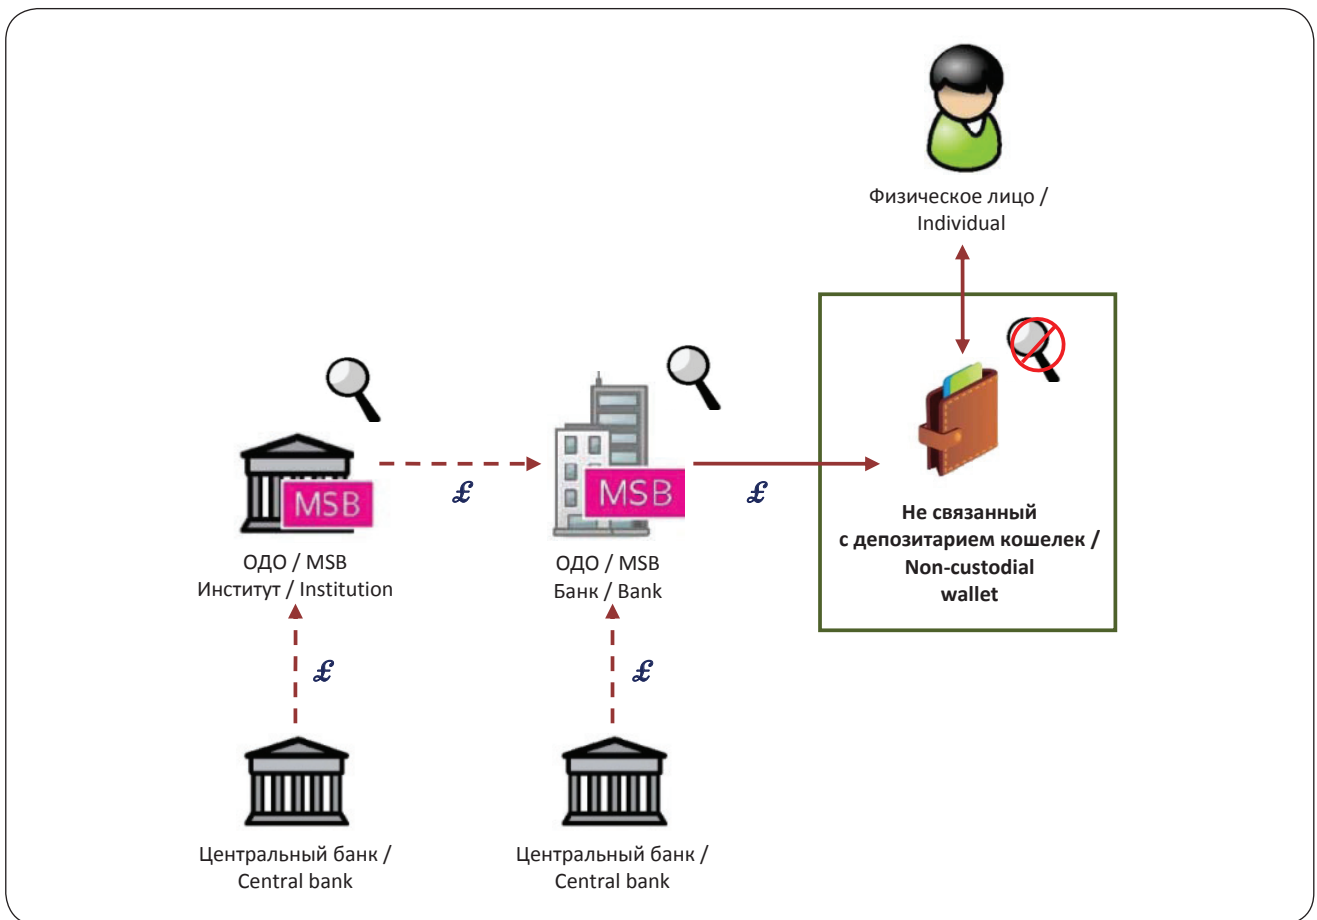 Физическое лицо /
Individual
MSB
£
MSB
£
Не связанный
с депозитарием кошелек /
Non-custodial
wallet
ОДО / MSB
Институт / Institution
ОДО / MSB
Банк / Bank
£
£
Центральный банк /
Central bank
Центральный банк /
Central bank